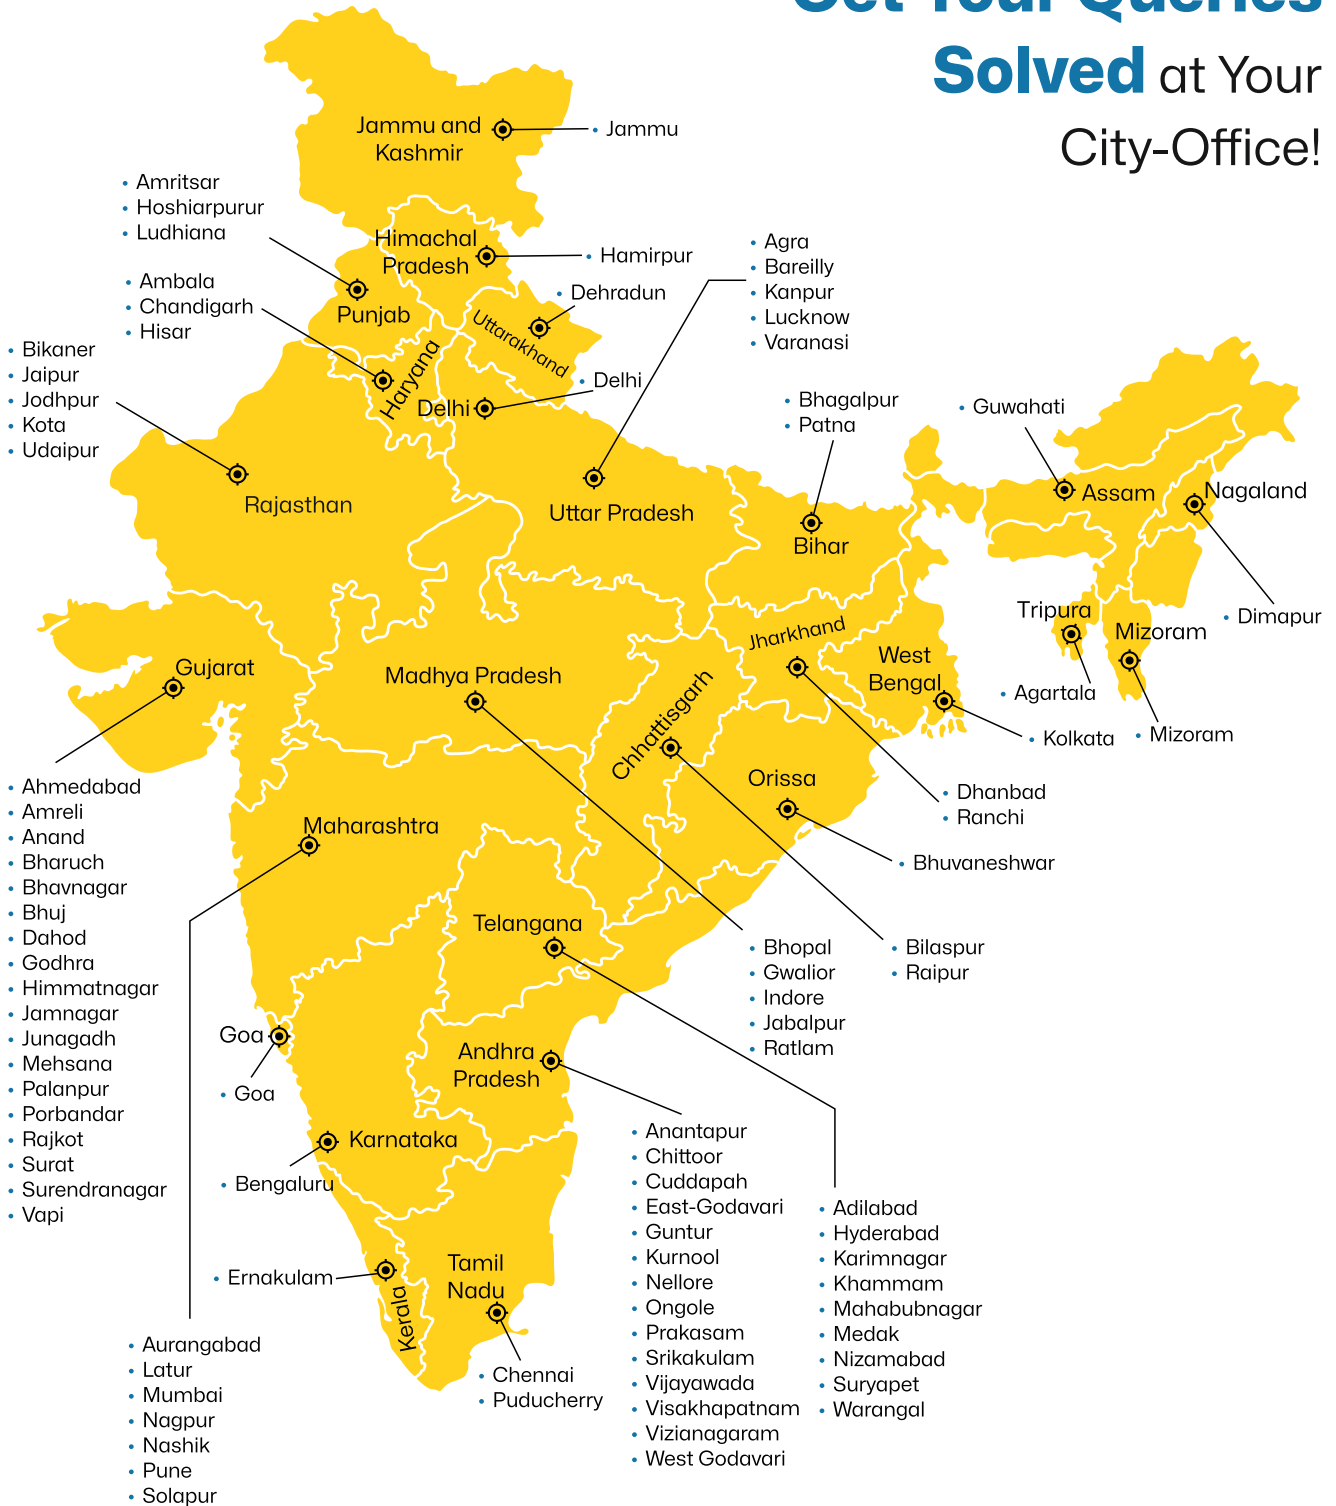 Get Your Queries
Solved at Your
City-Office!
Jammu and
Kashmir
• Jammu
• Amritsar
• Hoshiarpurur
• Ludhiana
Himachal
Pradesh
• Hamirpur
• Agra
• Bareilly
• Kanpur
• Lucknow
• Varanasi
• Ambala
• Chandigarh
• Hisar
Punjab
• Dehradun
Uttarakhand
• Bikaner
• Jaipur
• Jodhpur
• Kota
• Udaipur
Haryana
Delhi
• Delhi
• Bhagalpur
• Patna
• Guwahati
Rajasthan
Uttar Pradesh
Bihar
Assam
Nagaland
• Dimapur
Tripura
Mizoram
Jharkhand
West
Bengal
Gujarat
Madhya Pradesh
Chhattisgarh
• Agartala
• Kolkata
• Mizoram
Orissa
• Dhanbad
• Ranchi
• Ahmedabad
• Amreli
• Anand
• Bharuch
• Bhavnagar
• Bhuj
• Dahod
• Godhra
• Himmatnagar
• Jamnagar
• Junagadh
• Mehsana
• Palanpur
• Porbandar
• Rajkot
• Surat
• Surendranagar
• Vapi
Maharashtra
• Bhuvaneshwar
Telangana
• Bhopal
• Gwalior
• Indore
• Jabalpur
• Ratlam
• Bilaspur
• Raipur
Goa
• Goa
Andhra
Pradesh
Karnataka
• Bengaluru
• Anantapur
• Chittoor
• Cuddapah
• East-Godavari
• Guntur
• Kurnool
• Nellore
• Ongole
• Prakasam
• Srikakulam
• Vijayawada
• Visakhapatnam
• Vizianagaram
• West Godavari
• Adilabad
• Hyderabad
• Karimnagar
• Khammam
• Mahabubnagar
• Medak
• Nizamabad
• Suryapet
• Warangal
• Ernakulam
Kerala
Tamil
Nadu
• Chennai
• Puducherry
• Aurangabad
• Latur
• Mumbai
• Nagpur
• Nashik
• Pune
• Solapur